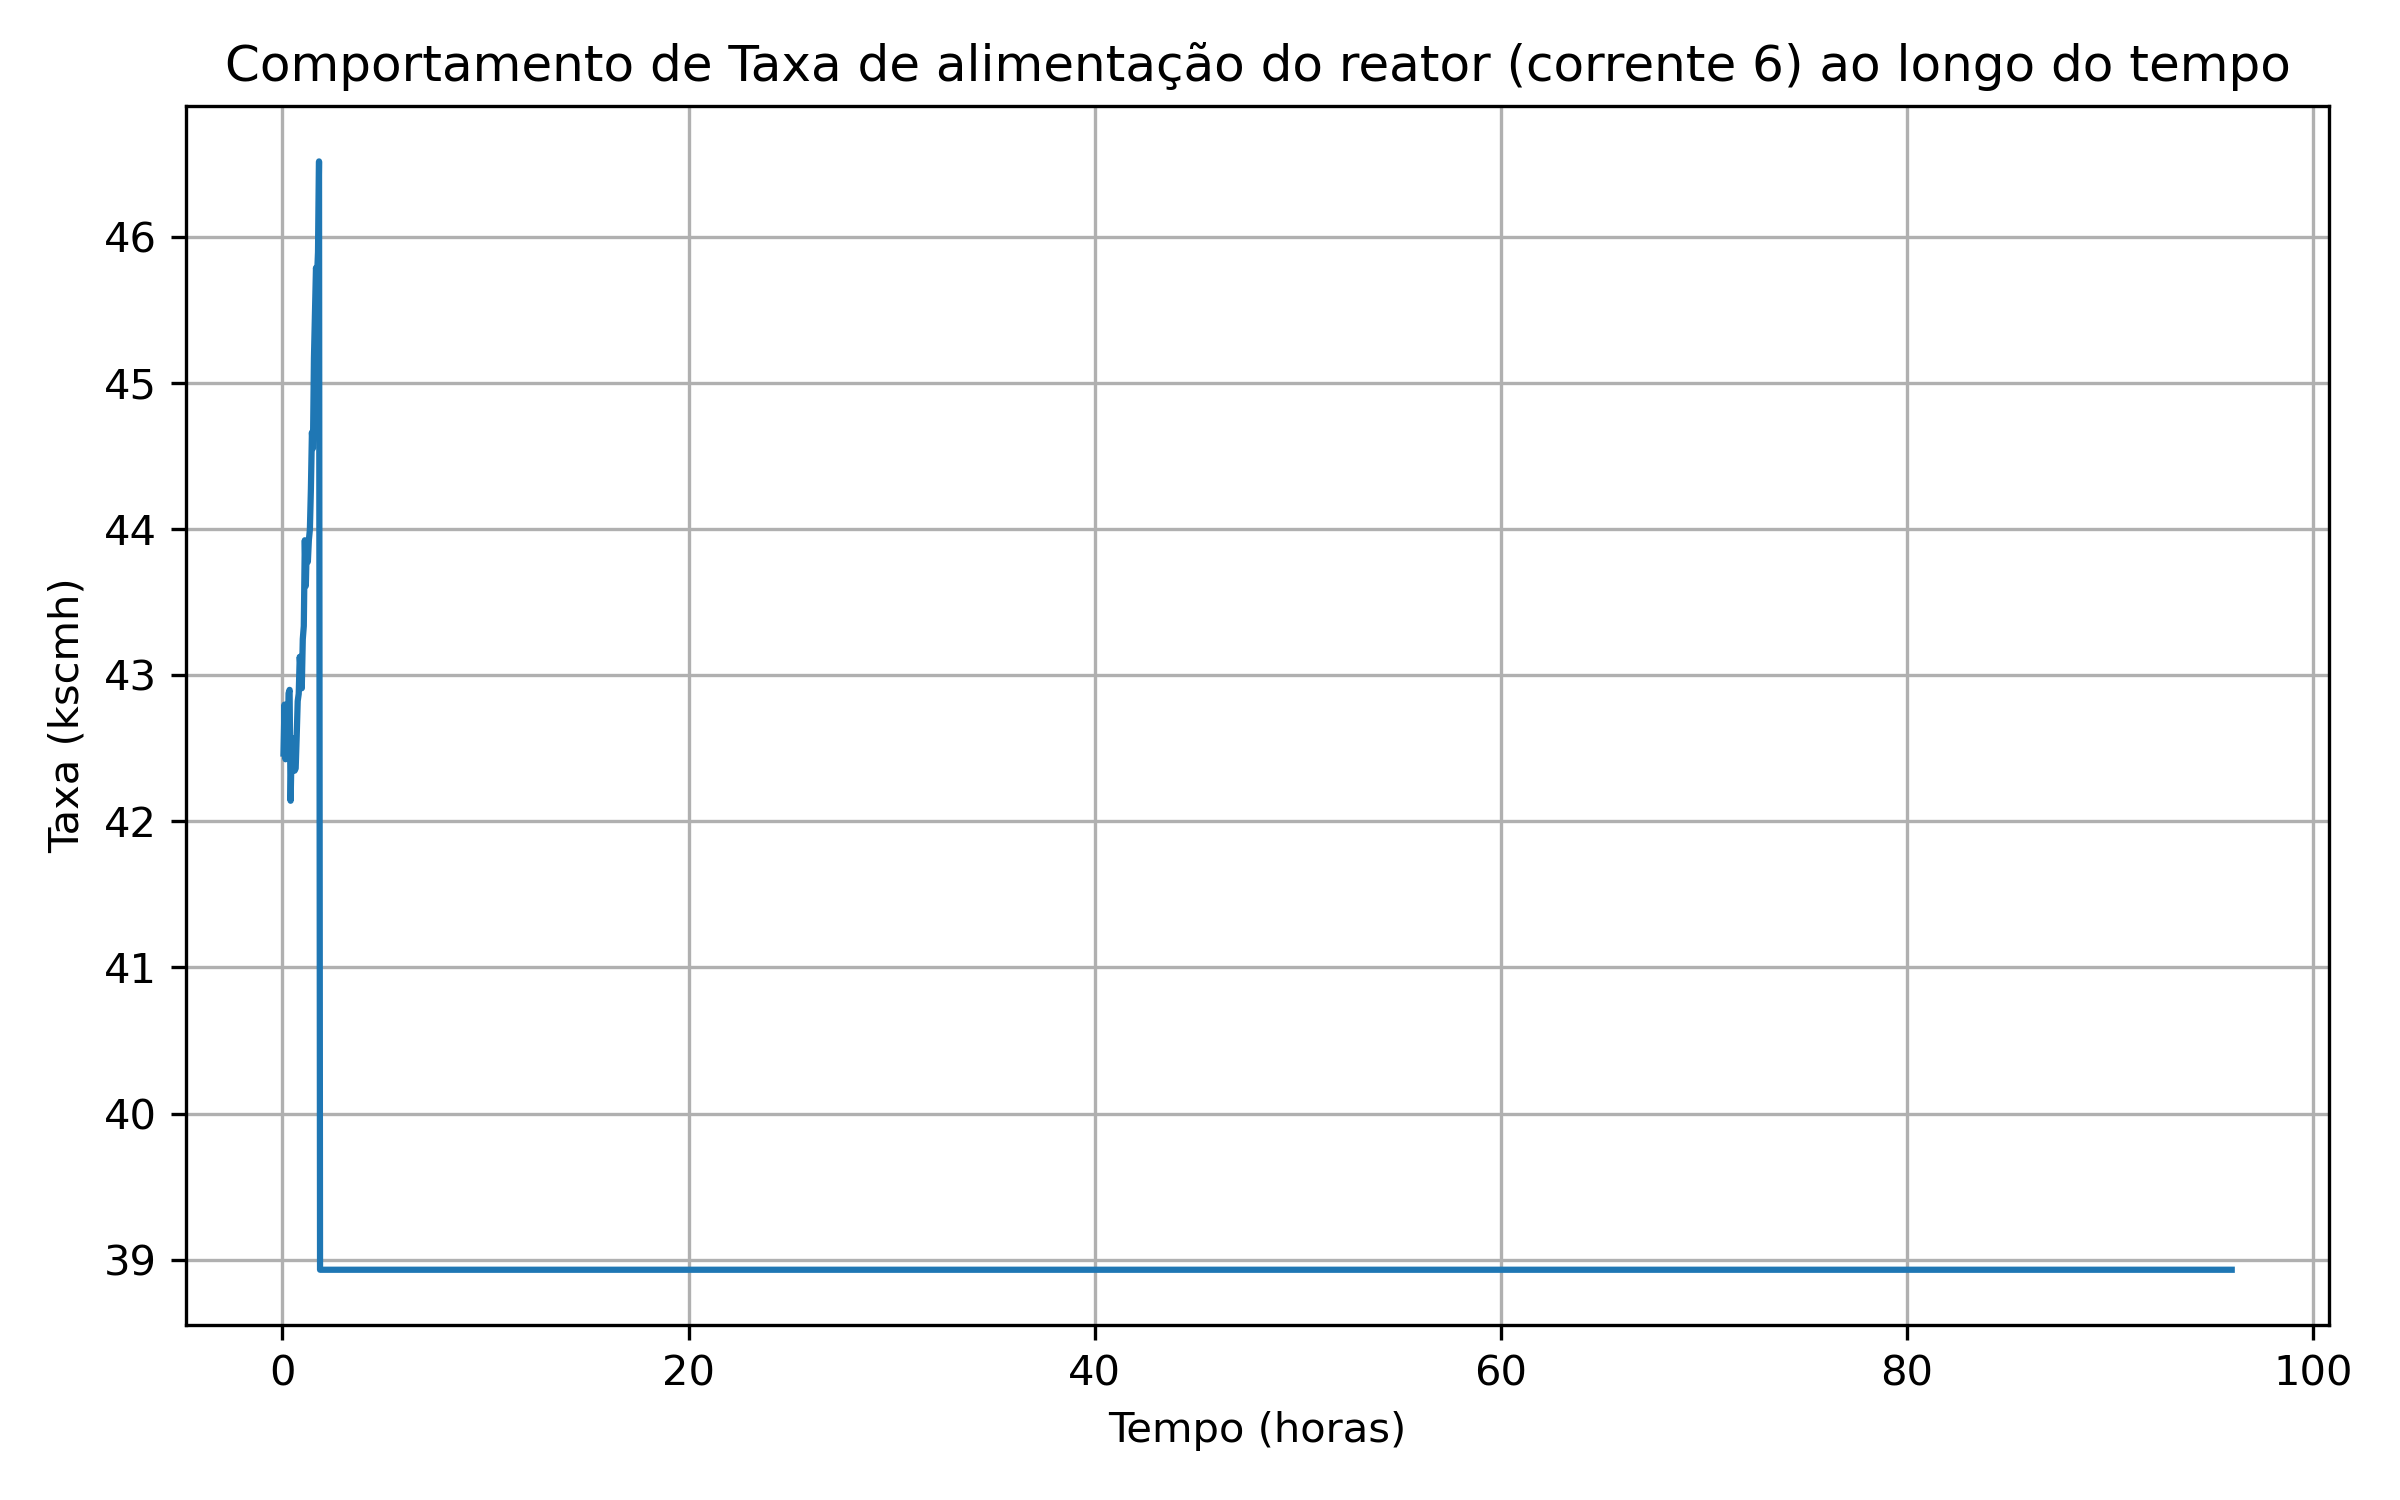 Comportamento de Taxa de alimentação do reator (corrente 6) ao longo do tempo
46
45
44
43
42
41
40
39
Taxa (kscmh)
0 20 40 60 80 100
Tempo (horas)